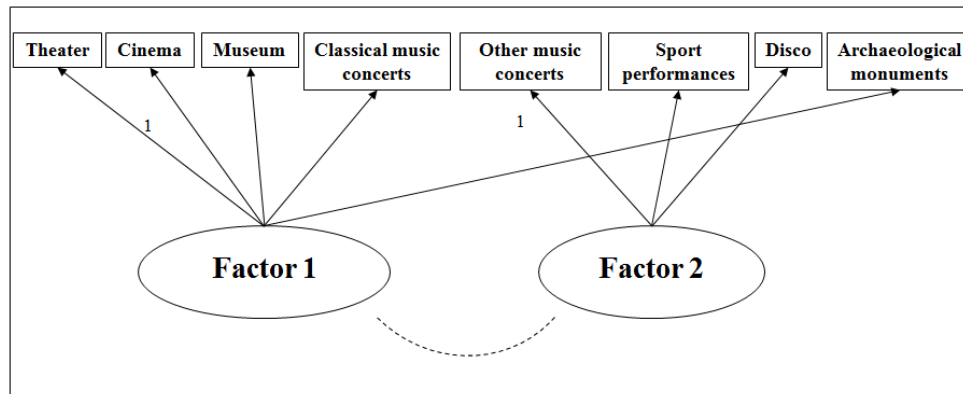 Theater
Cinema
Museum
Classical music
concerts
Other music
concerts
Sport
performances
Disco
Archaeological
monuments
1
1
Factor 1
Factor 2